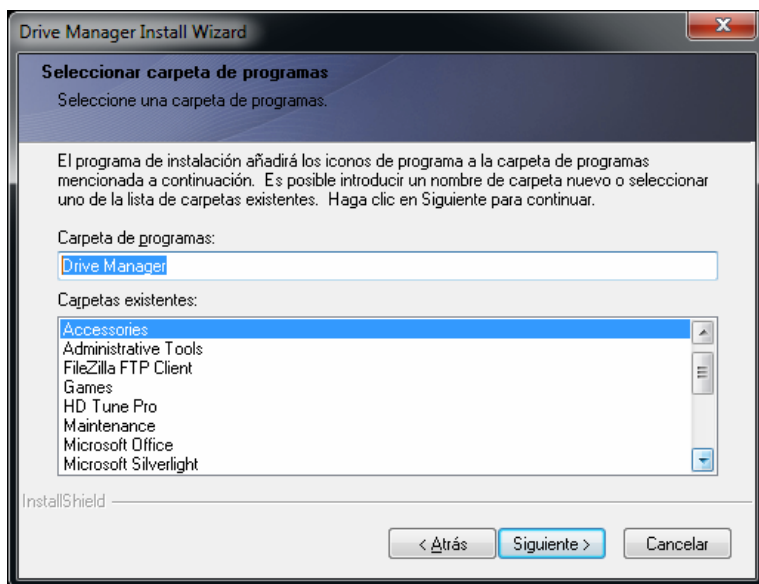 Drive Manager Install Wizard
Seleccionar carpeta de programas
Seleccione una carpeta de programas.
El programa de instalación añadirá los iconos de programa a la carpeta de programas
mencionada a continuación. Es posible introducir un nombre de carpeta nuevo o seleccionar
uno de la lista de carpetas existentes. Haga clic en Siguiente para continuar.
Carpeta de programas:
Drive Manager
Carpetas existentes:
Accessories
Administrative Tools
FileZilla FTP Client
Games
HD Tune Pro
Maintenance
Microsoft Office
Microsoft Silverlight
InstallShield
< Atrás
Siguiente >
Cancelar